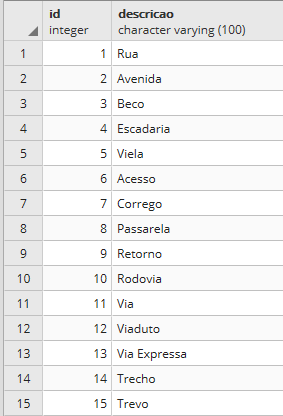 id descricao
integer character varying (100)
1 1 Rua
2 2 Avenida
3 3 Beco
4 4 Escadaria
5 5 Viela
6 6 Acesso
7 7 Corrego
8 8 Passarela
9 9 Retorno
10 10 Rodovia
11 11 Via
12 12 Viaduto
13 13 Via Expressa
14 14 Trecho
15 15 Trevo